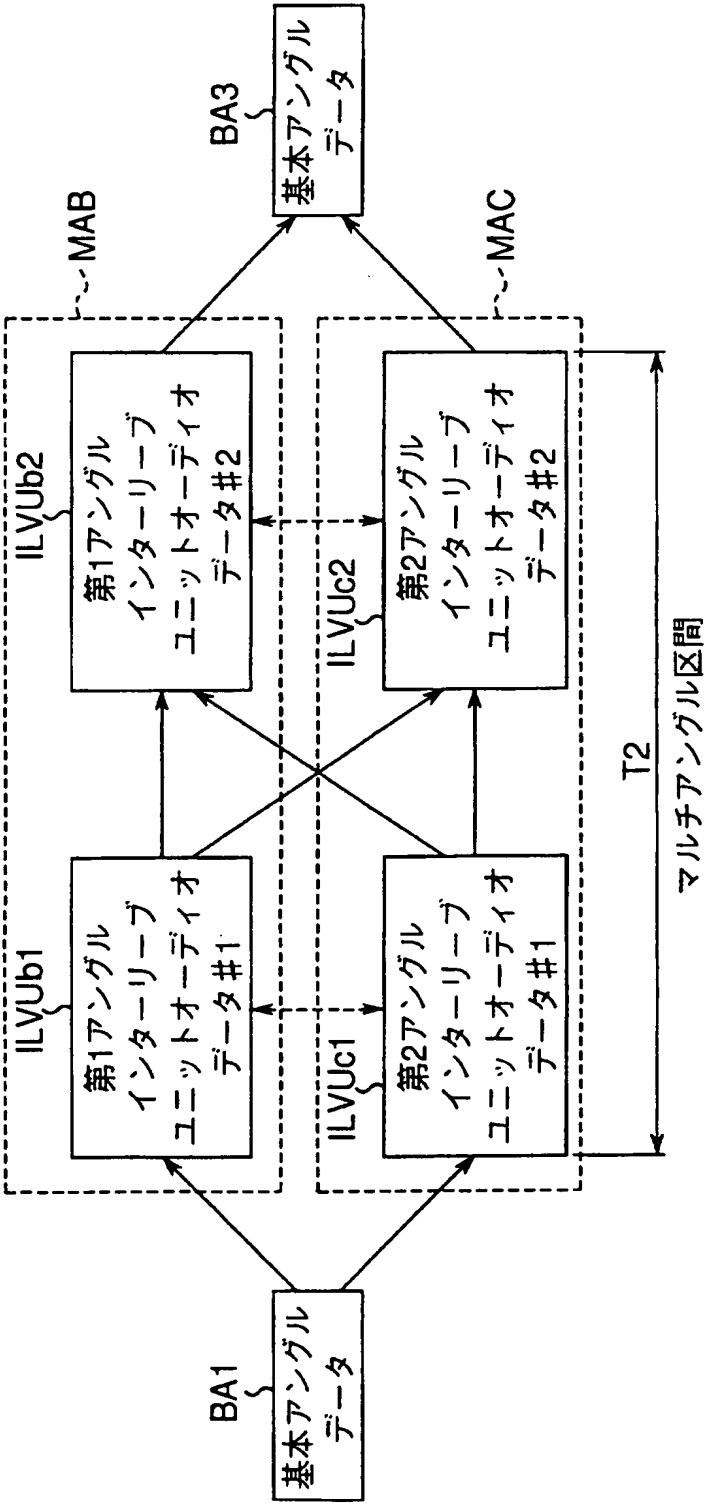 BA1
基本アングル
データ
MAB
ILVUb1
第1アングル
インターリーブ
ユニットオーディオ
データ#1
ILVUb2
第1アングル
インターリーブ
ユニットオーディオ
データ#2
ILVUc1
第2アングル
インターリーブ
ユニットオーディオ
データ#1
ILVUc2
第2アングル
インターリーブ
ユニットオーディオ
データ#2
MAC
BA3
基本アングル
データ
T2
マルチアングル区間